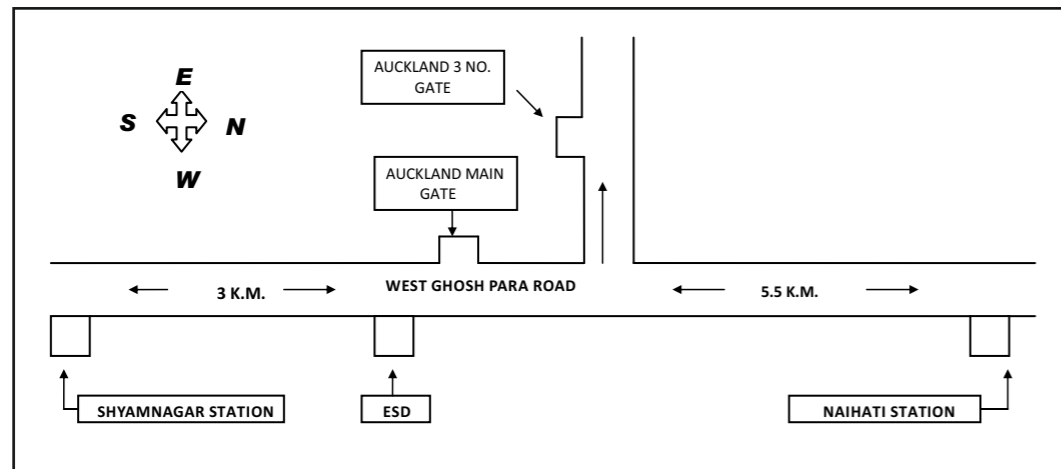 AUCKLAND 3 NO.
GATE
E
S
N
W
AUCKLAND MAIN
GATE
3 K.M.
WEST GHOSH PARA ROAD
5.5 K.M.
SHYAMNAGAR STATION
ESD
NAIHATI STATION